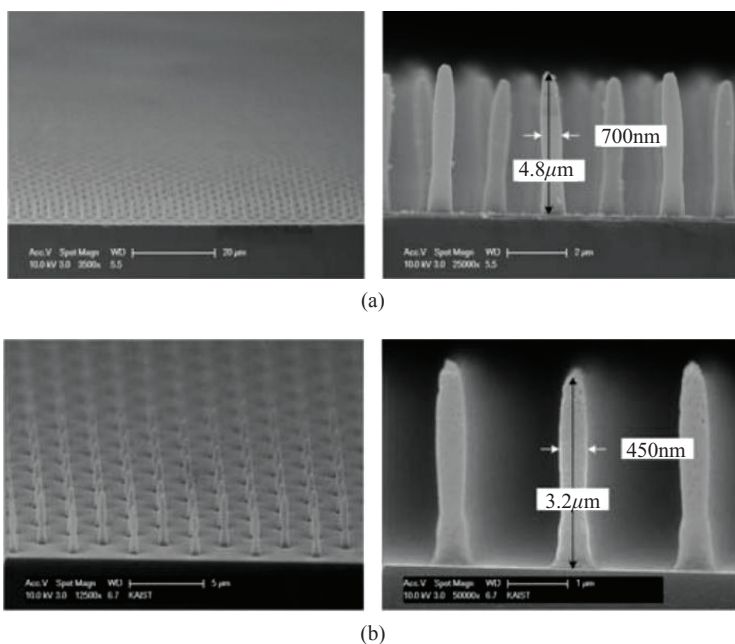 700nm
4.8μm
Acc.V Spot Magn WD 20 μm
10.0 kV 3.0 3500x 5.5
Acc.V Spot Magn WD 2 μm
10.0 kV 3.0 25000x 5.5
(a)
450nm
3.2μm
Acc.V Spot Magn WD 5 μm
10.0 kV 3.0 12500x 6.7 KAIST
Acc.V Spot Magn WD 1 μm
10.0 kV 3.0 50000x 6.7 KAIST
(b)